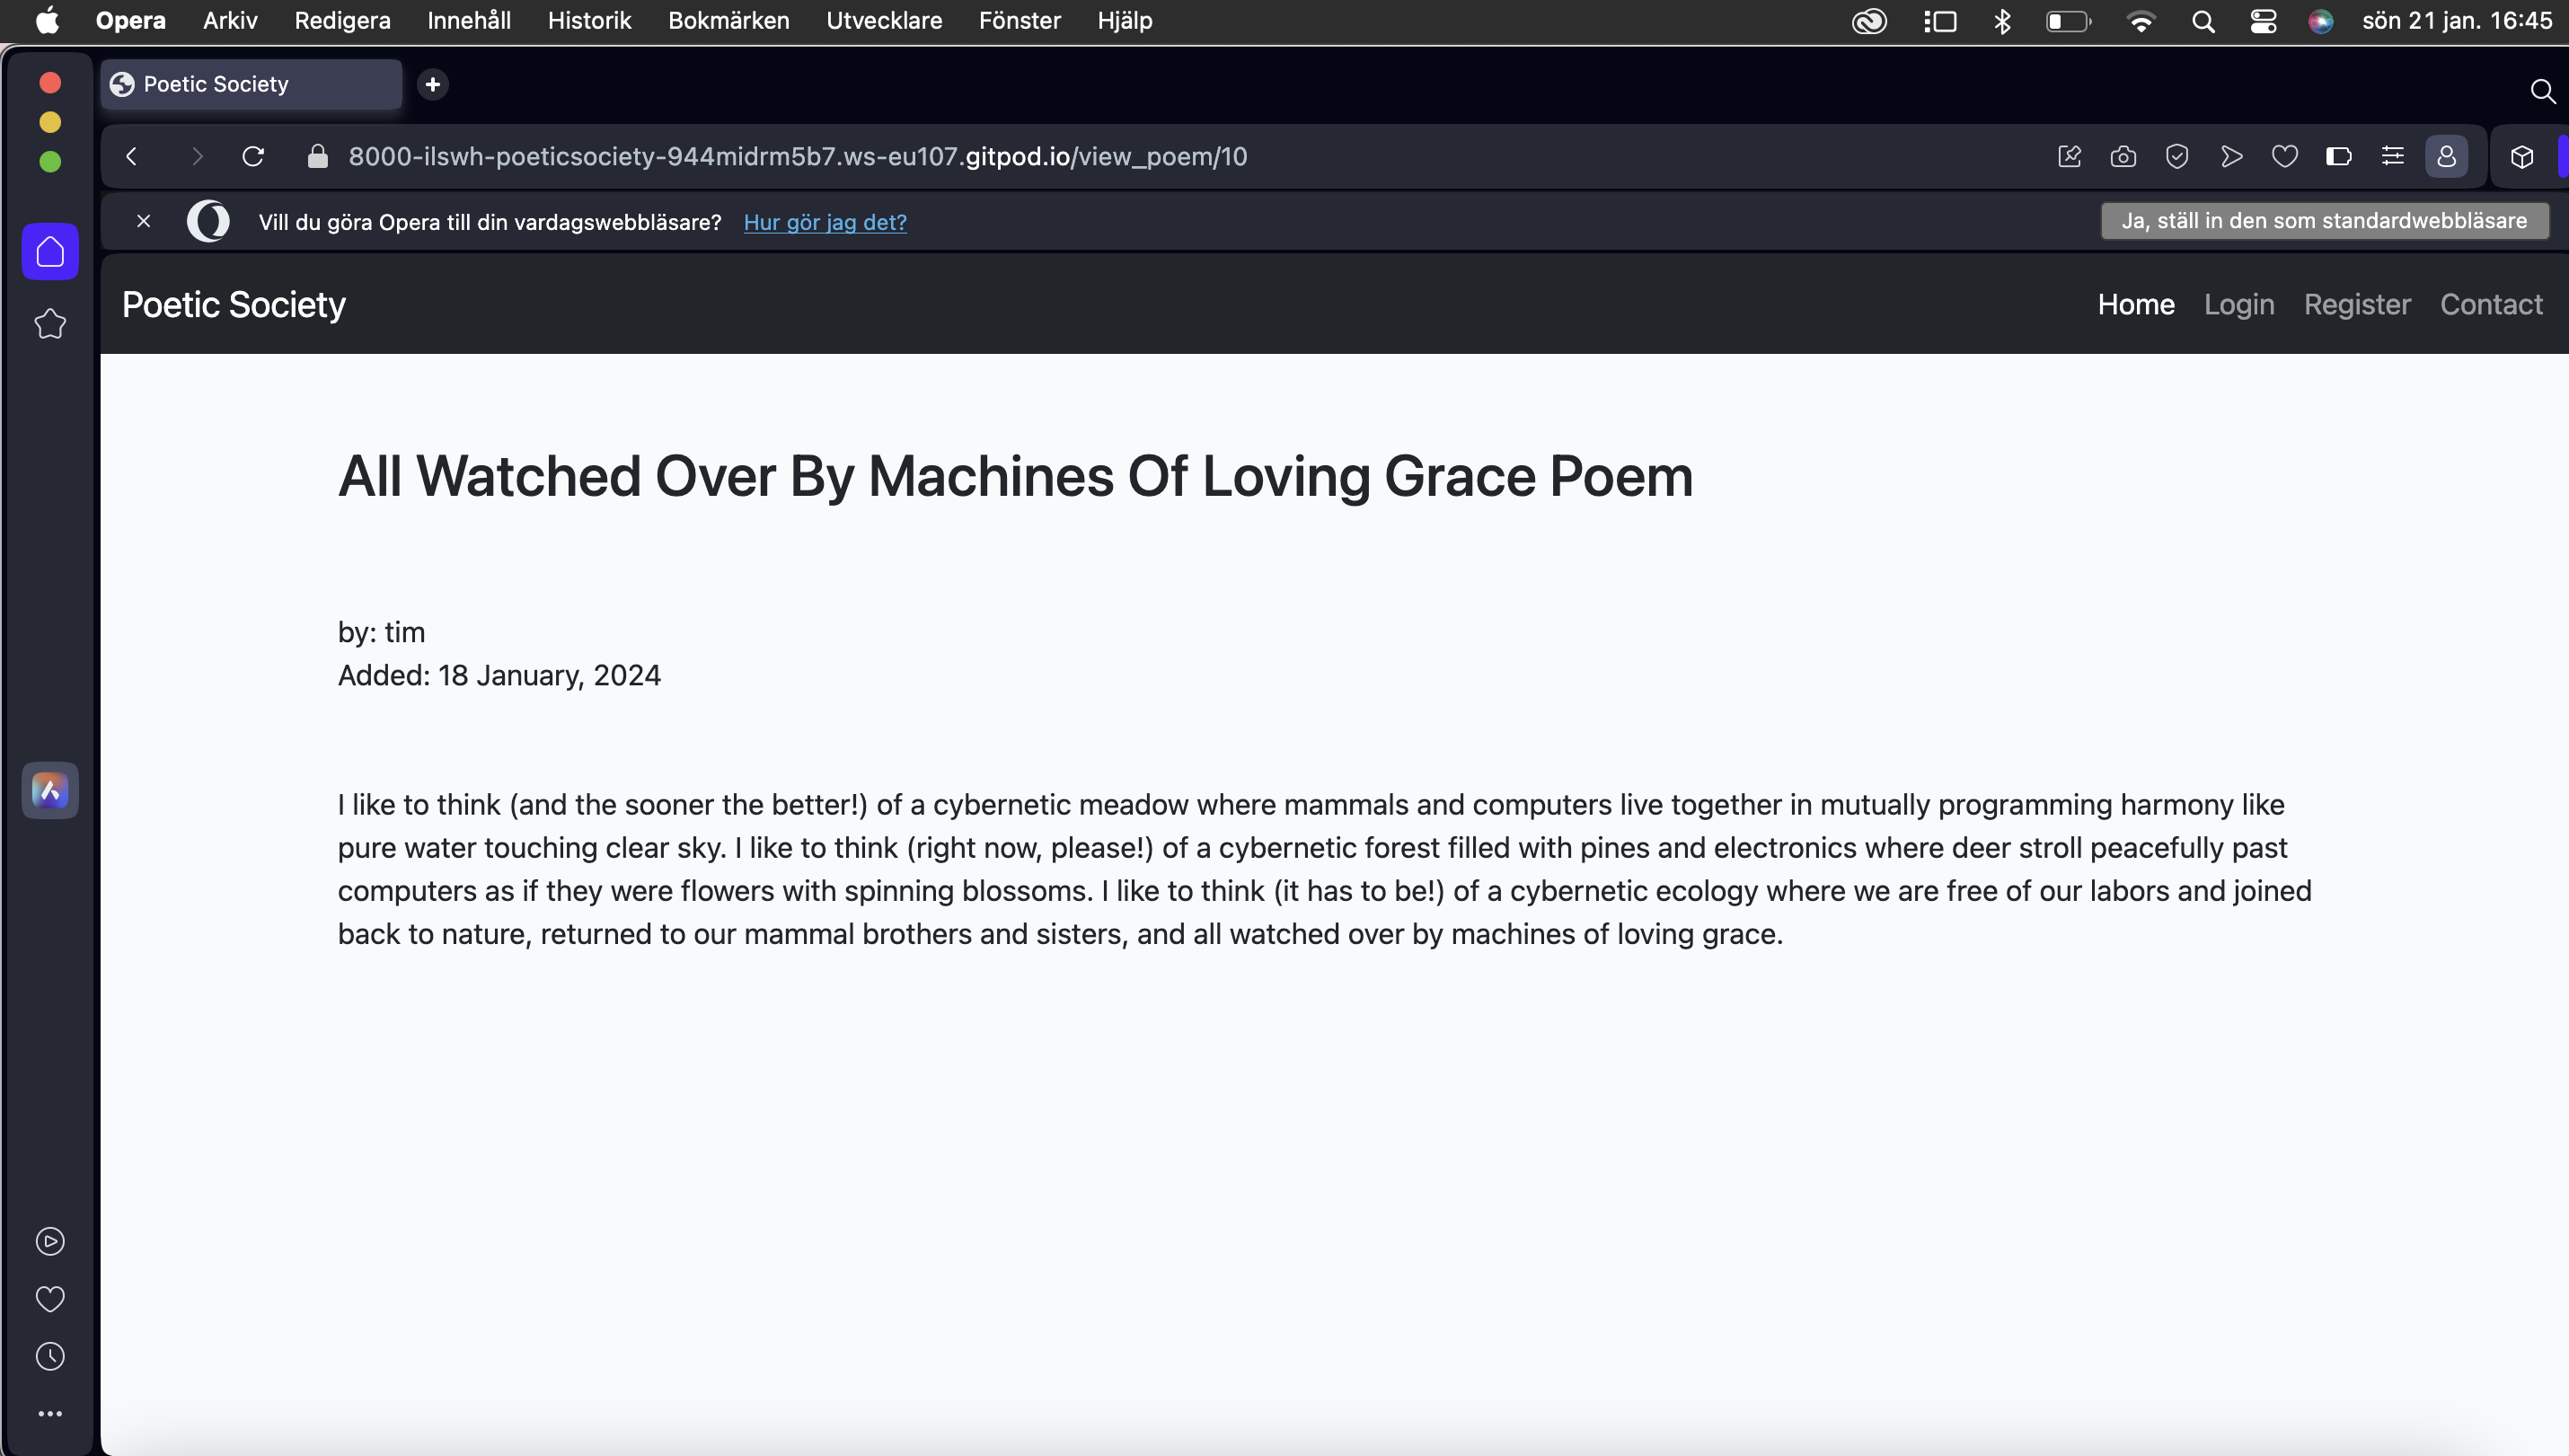 Opera Arkiv Redigera Innehåll Historik Bokmärken Utvecklare Fönster Hjälp sön 21 jan. 16:45
Poetic Society
8000-ilswh-poeticsociety-944midrm5b7.ws-eu107.gitpod.io/view_poem/10
Vill du göra Opera till din vardagswebbläsare? Hur gör jag det? Ja, ställ in den som standardwebbläsare
Poetic Society Home Login Register Contact
All Watched Over By Machines Of Loving Grace Poem
by: tim
Added: 18 January, 2024
I like to think (and the sooner the better!) of a cybernetic meadow where mammals and computers live together in mutually programming harmony like
pure water touching clear sky. I like to think (right now, please!) of a cybernetic forest filled with pines and electronics where deer stroll peacefully past
computers as if they were flowers with spinning blossoms. I like to think (it has to be!) of a cybernetic ecology where we are free of our labors and joined
back to nature, returned to our mammal brothers and sisters, and all watched over by machines of loving grace.